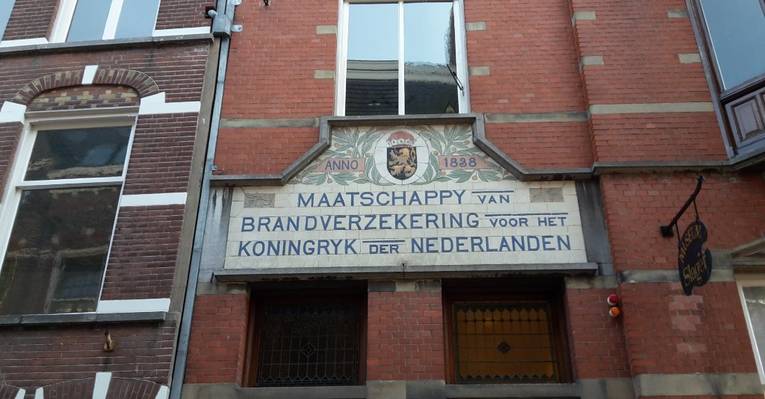 ANNO 1838
MAATSCHAPPY VAN
BRANDVERZEKERING VOOR HET
KONINGRYK DER NEDERLANDEN